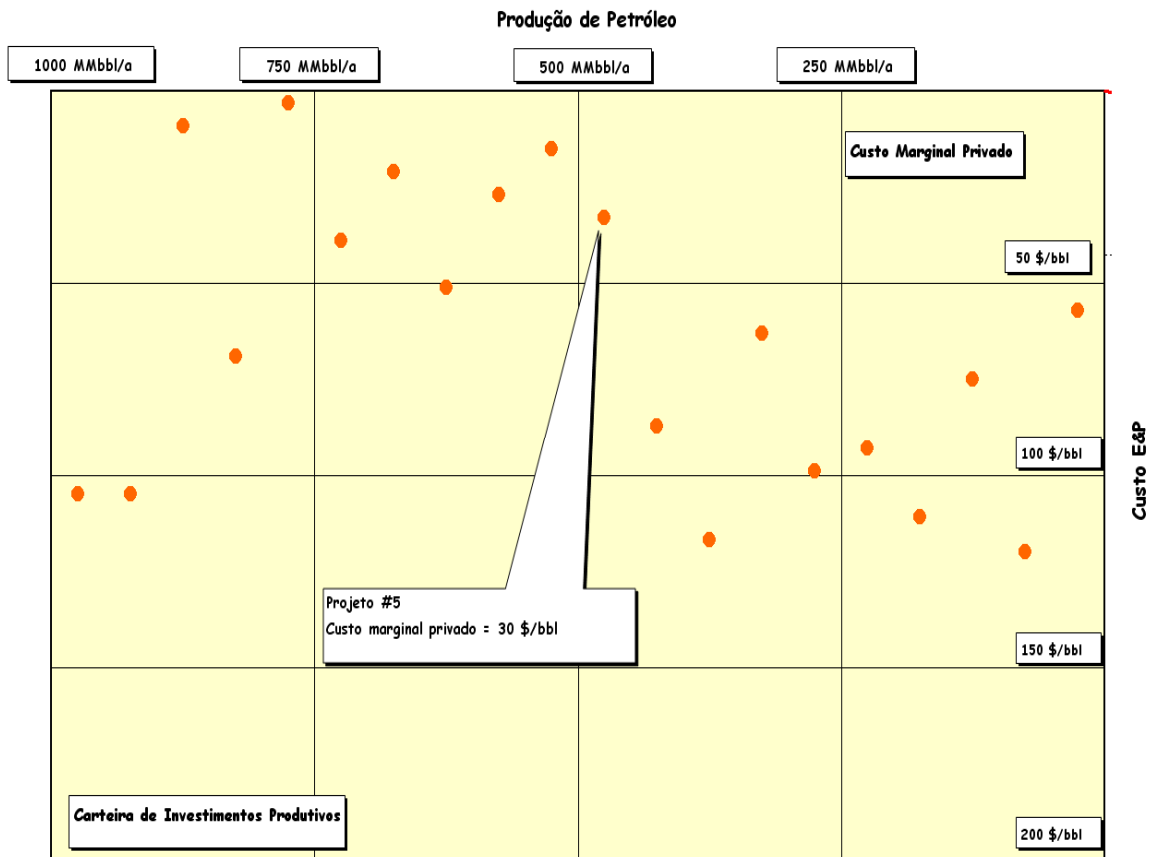 Produção de Petróleo
1000 MMbbl/a
750 MMbbl/a
500 MMbbl/a
250 MMbbl/a
Custo Marginal Privado
50 $/bbl
100 $/bbl
Custo E&P
Projeto #5
Custo marginal privado = 30 $/bbl
150 $/bbl
Carteira de Investimentos Produtivos
200 $/bbl